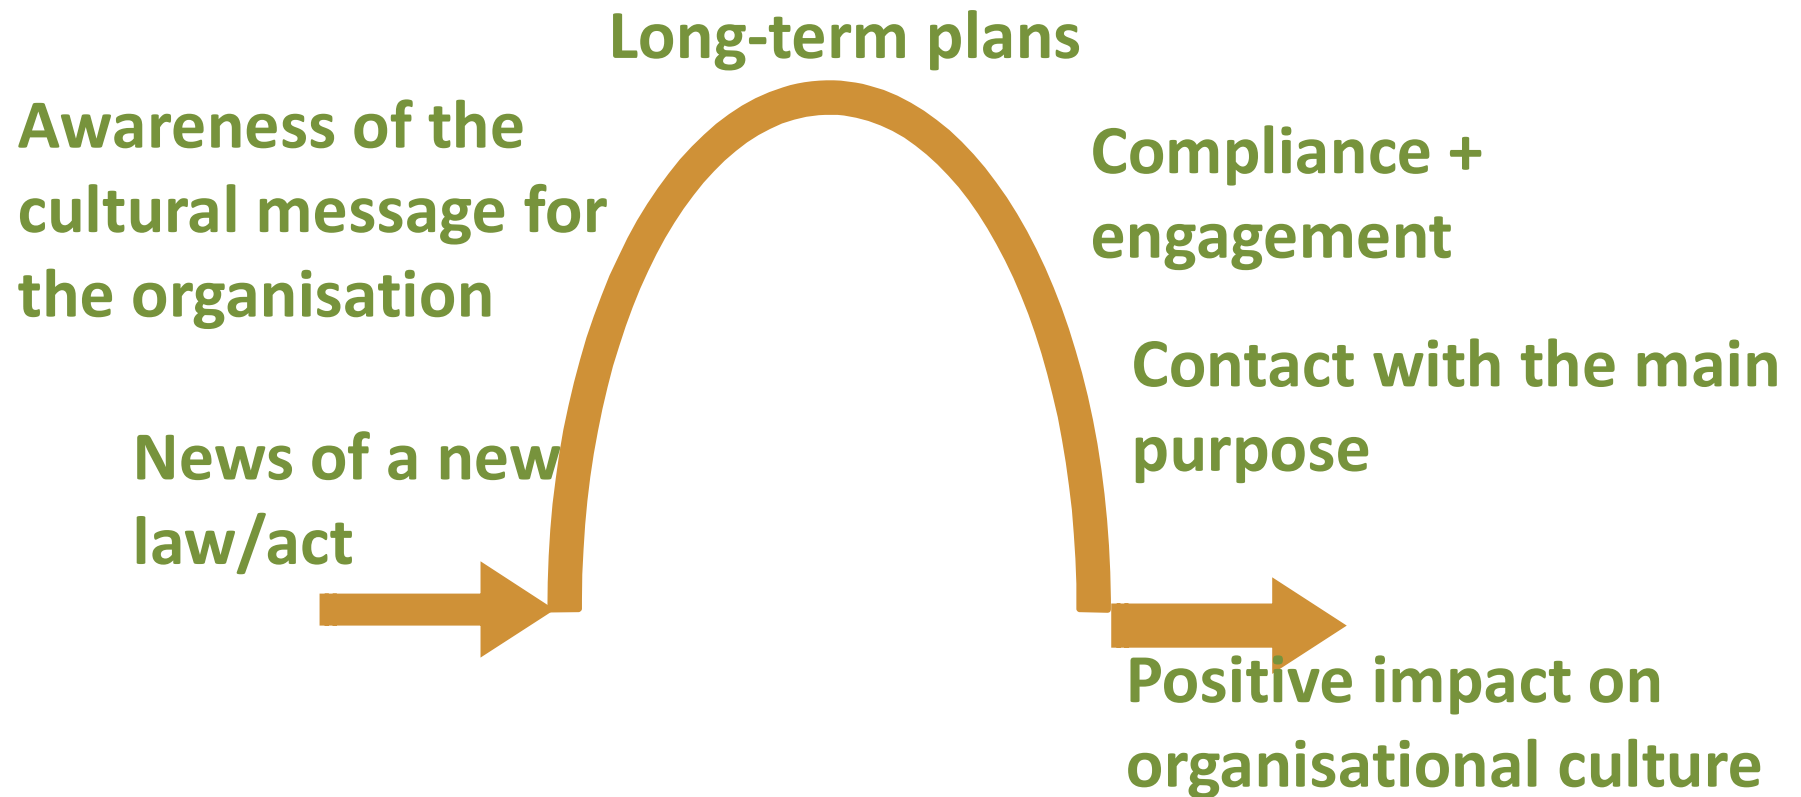 Long-term plans
Awareness of the
cultural message for
the organisation
Compliance +
engagement
Contact with the main
purpose
News of a new
law/act
Positive impact on
organisational culture